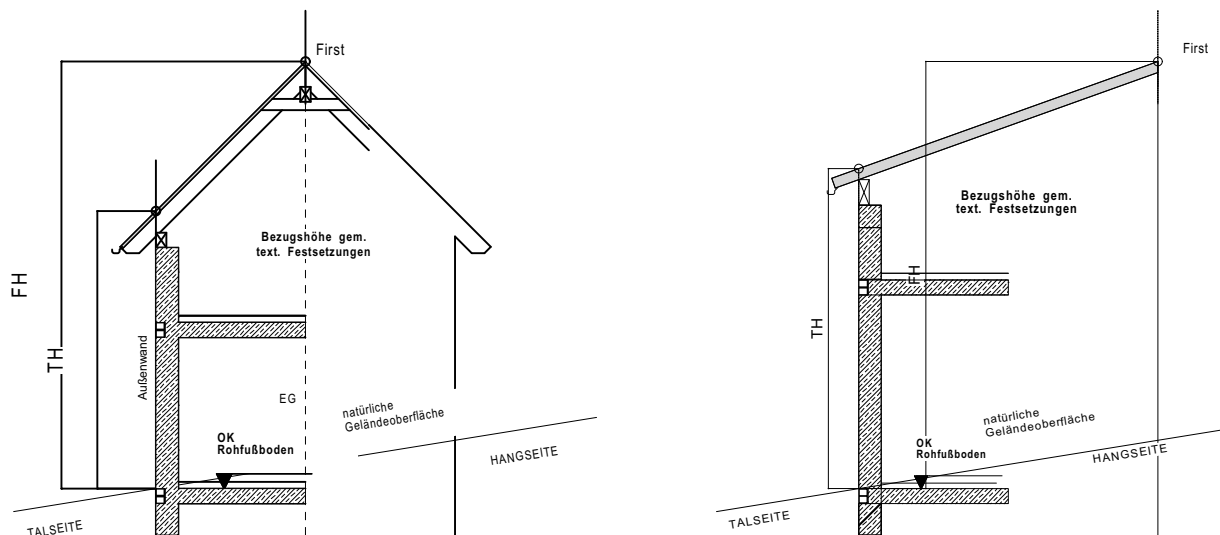 First
Bezugshöhe gem.
text. Festsetzungen
FH
TH
Außenwand
EG
natürliche
Geländeoberfläche
OK
Rohfußboden
HANGSEITE
TALSEITE
First
Bezugshöhe gem.
text. Festsetzungen
FH
TH
natürliche
Geländeoberfläche
OK
Rohfußboden
HANGSEITE
TALSEITE